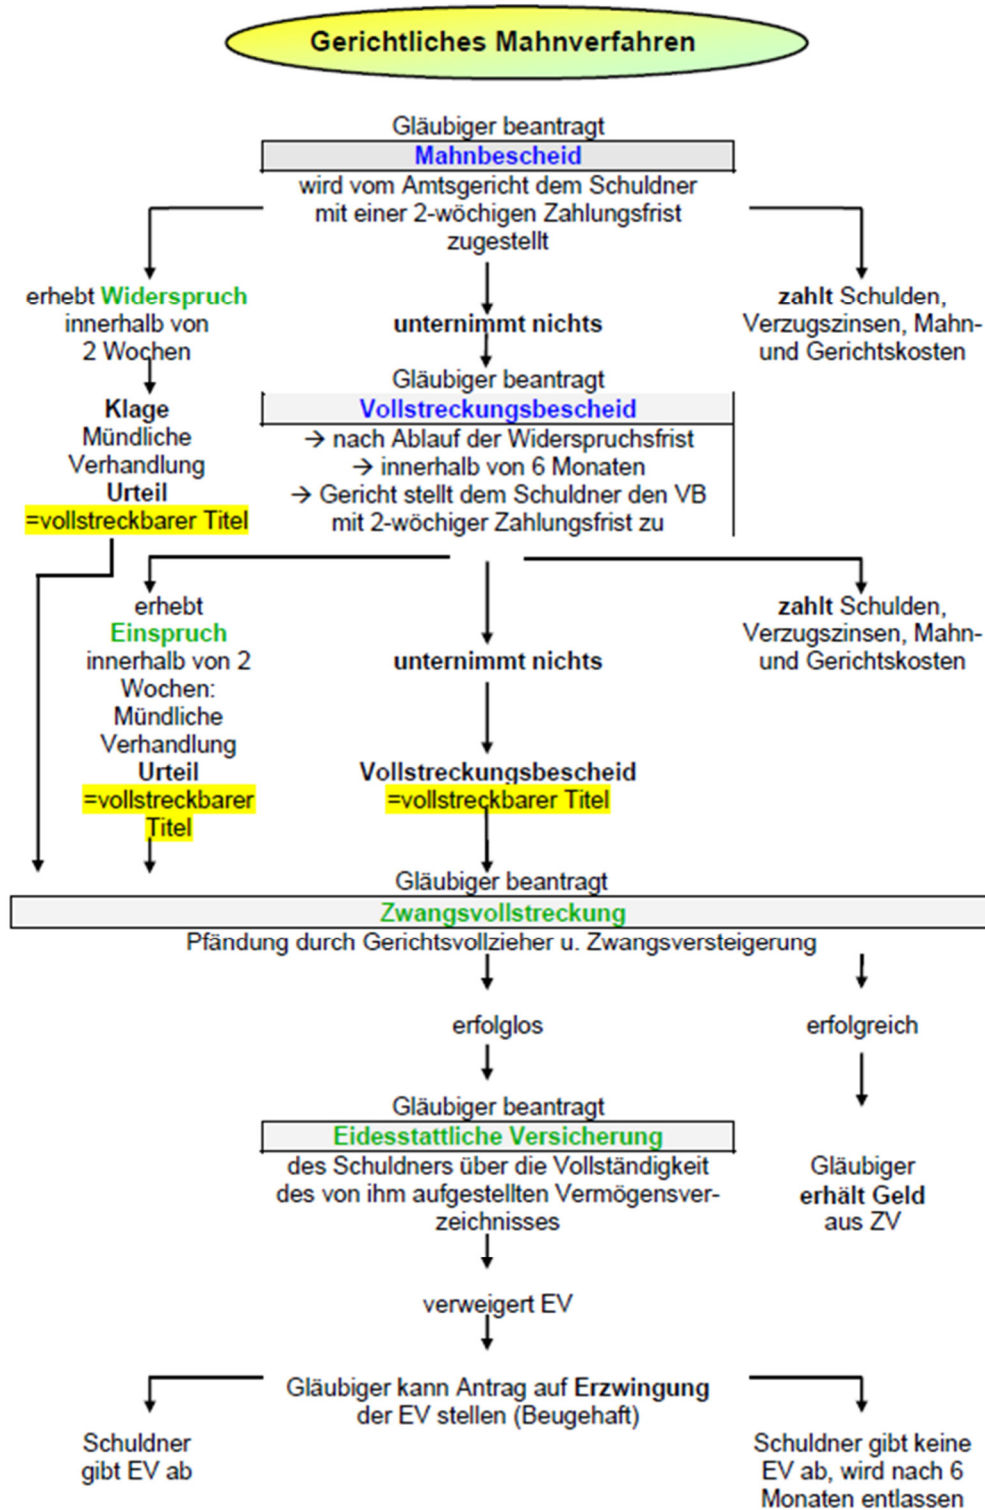 Gerichtliches Mahnverfahren
Gläubiger beantragt
Mahnbescheid
wird vom Amtsgericht dem Schuldner
mit einer 2-wöchigen Zahlungsfrist
zugestellt
erhebt Widerspruch
innerhalb von
2 Wochen
unternimmt nichts
zahlt Schulden,
Verzugszinsen, Mahn-
und Gerichtskosten
Klage
Mündliche
Verhandlung
Urteil
=vollstreckbarer Titel
Gläubiger beantragt
Vollstreckungsbescheid
→ nach Ablauf der Widerspruchsfrist
→ innerhalb von 6 Monaten
→ Gericht stellt dem Schuldner den VB
mit 2-wöchiger Zahlungsfrist zu
erhebt
Einspruch
innerhalb von 2
Wochen:
Mündliche
Verhandlung
Urteil
=vollstreckbarer
Titel
unternimmt nichts
Vollstreckungsbescheid
=vollstreckbarer Titel
zahlt Schulden,
Verzugszinsen, Mahn-
und Gerichtskosten
Gläubiger beantragt
Zwangsvollstreckung
Pfändung durch Gerichtsvollzieher u. Zwangsversteigerung
erfolglos
erfolgreich
Gläubiger beantragt
Eidesstattliche Versicherung
des Schuldners über die Vollständigkeit
des von ihm aufgestellten Vermögensver-
zeichnisses
Gläubiger
erhält Geld
aus ZV
verweigert EV
Gläubiger kann Antrag auf Erzwingung
der EV stellen (Beugehaft)
Schuldner
gibt EV ab
Schuldner gibt keine
EV ab, wird nach 6
Monaten entlassen